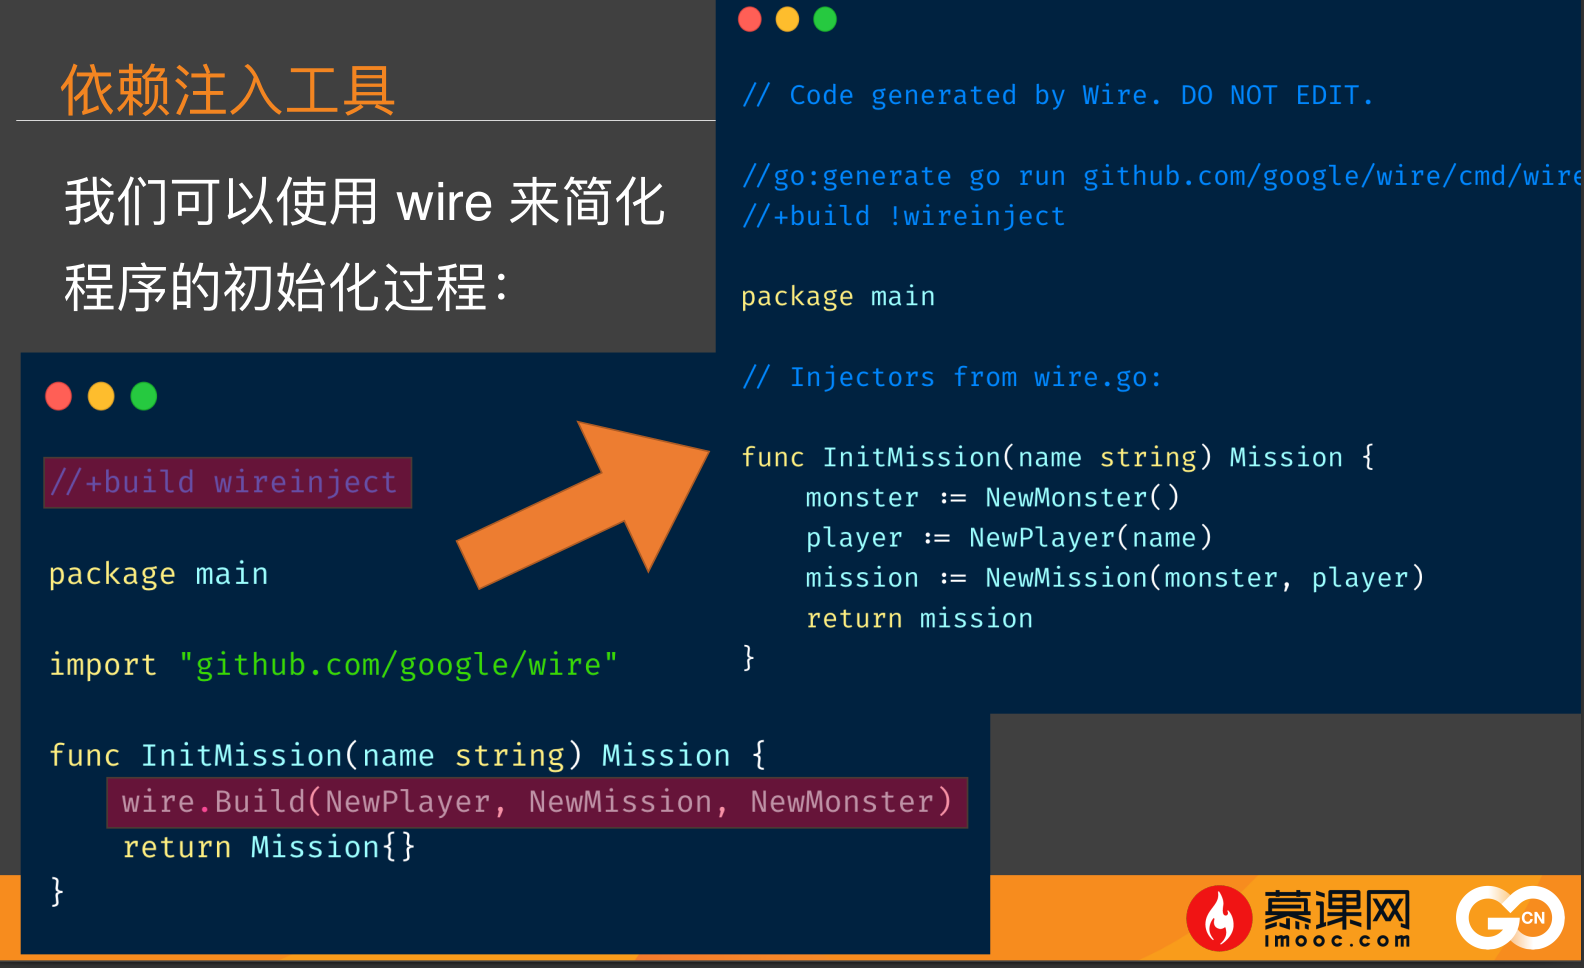 依赖注入工具
我们可以使用 wire 来简化
程序的初始化过程：
//+build wireinject
package main
import "github.com/google/wire"
func InitMission(name string) Mission {
wire.Build(NewPlayer, NewMission, NewMonster)
return Mission{}
}
// Code generated by Wire. DO NOT EDIT.
//go:generate go run github.com/google/wire/cmd/wire
//+build !wireinject
package main
// Injectors from wire.go:
func InitMission(name string) Mission {
monster := NewMonster()
player := NewPlayer(name)
mission := NewMission(monster, player)
return mission
}
慕课网
imooc.com
GO
CN